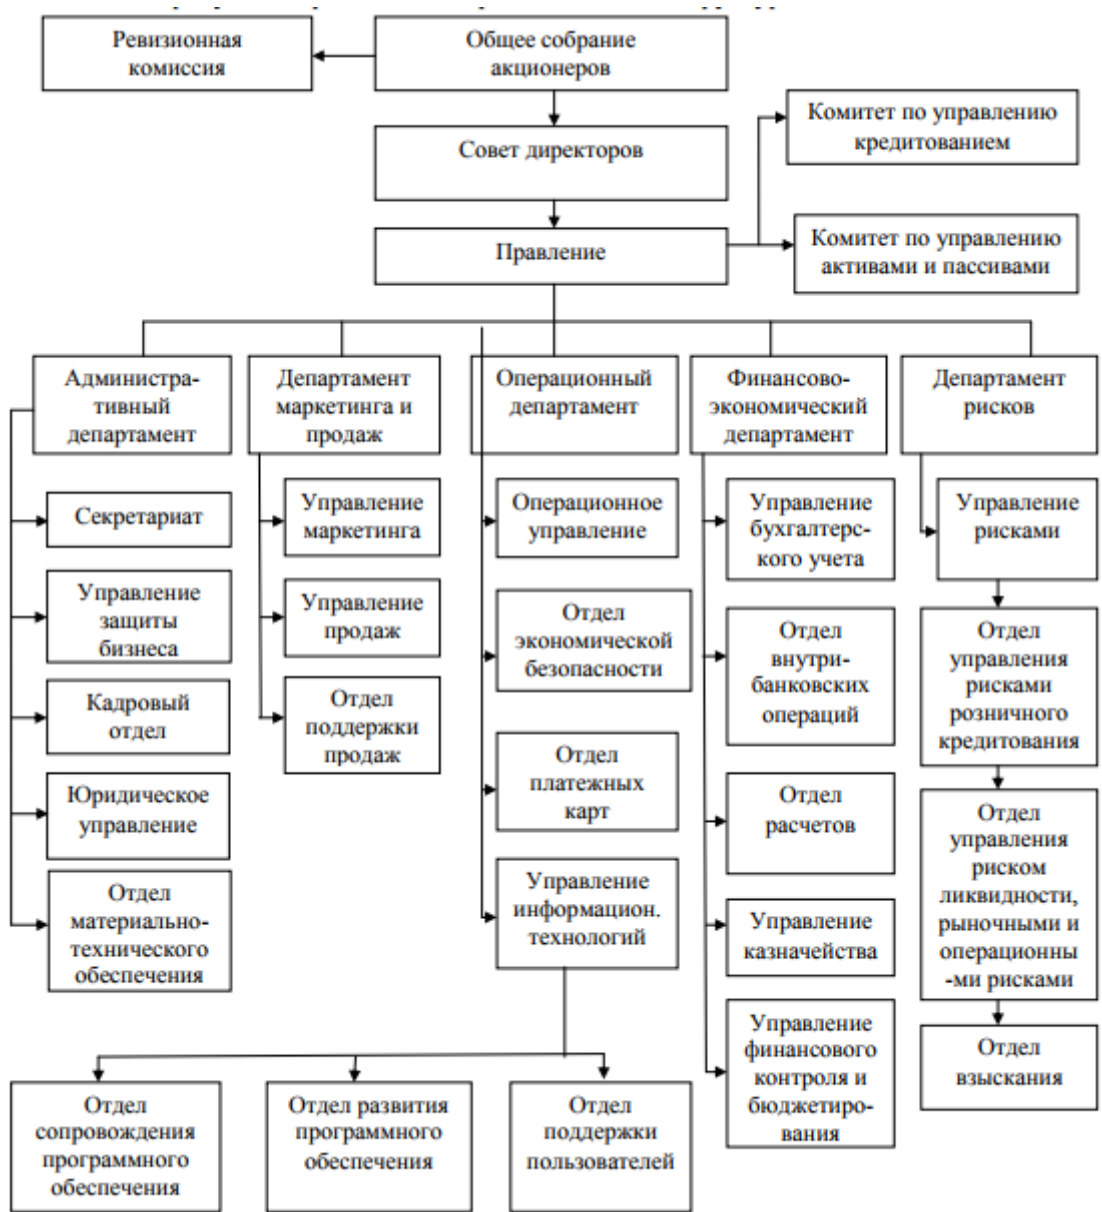 Ревизионная
комиссия
Общее собрание
акционеров
Комитет по управлению
кредитованием
Совет директоров
Правление
Комитет по управлению
активами и пассивами
Администра-
тивный
департамент
Департамент
маркетинга и
продаж
Операционный
департамент
Финансово-
экономический
департамент
Департамент
рисков
Секретариат
Управление
защиты
бизнеса
Кадровый
отдел
Юридическое
управление
Отдел
материально-
технического
обеспечения
Управление
маркетинга
Управление
продаж
Отдел
поддержки
продаж
Операционное
управление
Отдел
экономической
безопасности
Отдел
платежных
карт
Управление
информацион.
технологий
Управление
бухгалтерс-
кого учета
Отдел
внутри-
банковских
операций
Отдел
расчетов
Управление
казначейства
Управление
финансового
контроля и
бюджетиро-
вания
Управление
рисками
Отдел
управления
рисками
розничного
кредитования
Отдел
управления
риском
ликвидности,
рыночными и
операционны
-ми рисками
Отдел
взыскания
Отдел
сопровождения
программного
обеспечения
Отдел развития
программного
обеспечения
Отдел
поддержки
пользователей